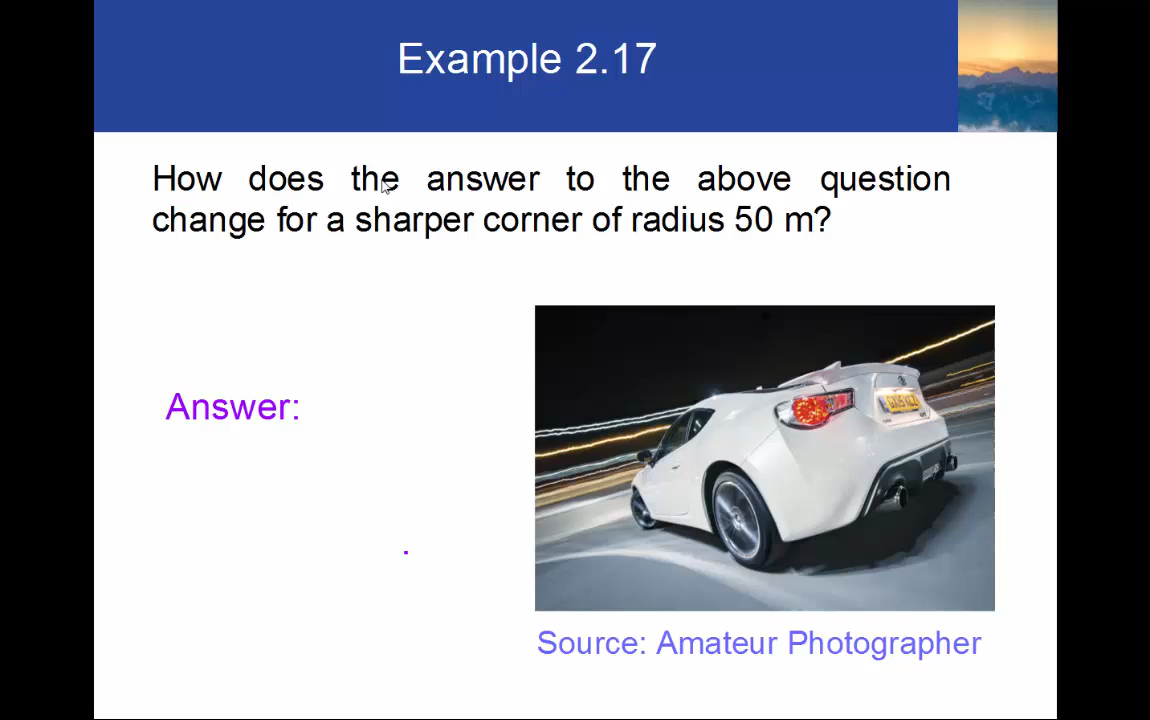 Example 2.17
How does the answer to the above question
change for a sharper corner of radius 50 m?
Answer:
.
Source: Amateur Photographer